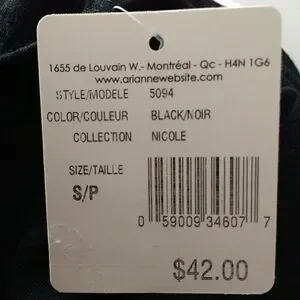 1655 de Louvain W.- Montréal - Qc - H4N 1G6
www.ariannewebsite.com
STYLE/MODELE 5094
COLOR/COULEUR BLACK/NOIR
COLLECTION NICOLE
SIZE/TAILLE
S/P
0 59009 34607 7
$42.00